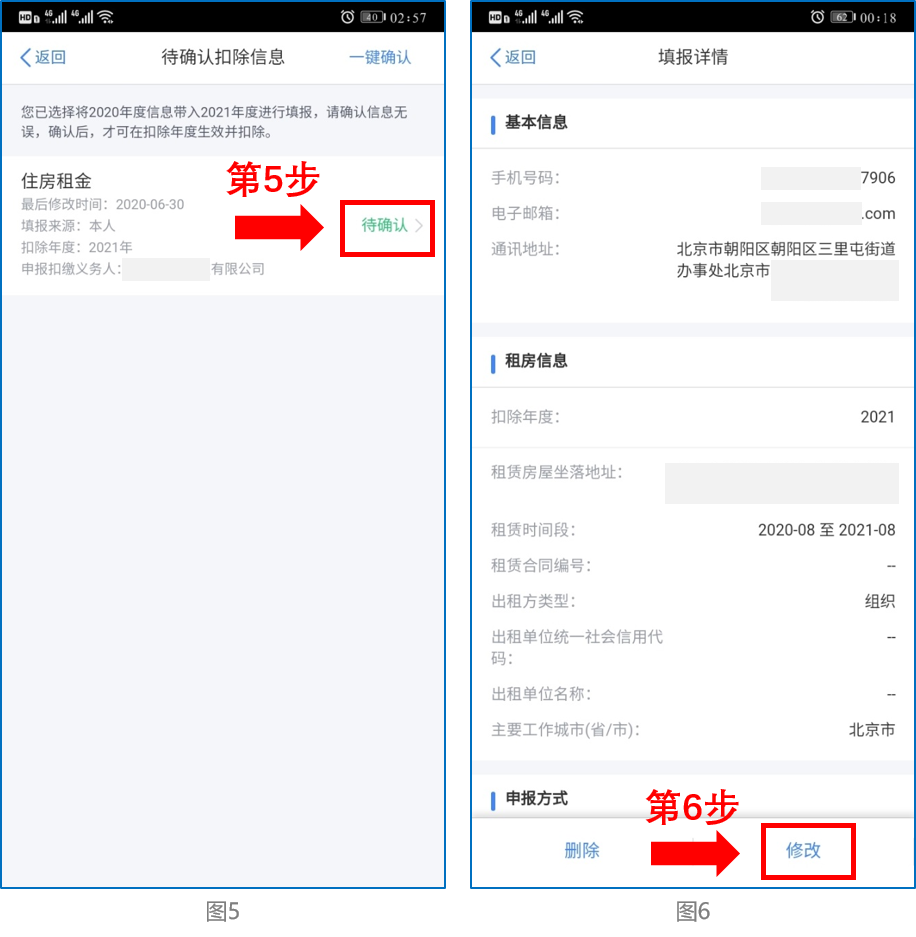 HD 4G 4G 40 02:57
返回 待确认扣除信息 一键确认
您已选择将2020年度信息带入2021年度进行填报，请确认信息无
误，确认后，才可在扣除年度生效并扣除。
住房租金
第5步
最后修改时间：2020-06-30
填报来源：本人
待确认
扣除年度：2021年
申报扣缴义务人： 有限公司
图5
HD 4G 4G 62 00:18
返回 填报详情
基本信息
手机号码： 7906
电子邮箱： .com
通讯地址： 北京市朝阳区朝阳区三里屯街道
办事处北京市
租房信息
扣除年度： 2021
租赁房屋坐落地址：
租赁时间段： 2020-08 至 2021-08
租赁合同编号： --
出租方类型： 组织
出租单位统一社会信用代 --
码：
出租单位名称： --
主要工作城市(省/市)： 北京市
申报方式
第6步
删除 修改
图6